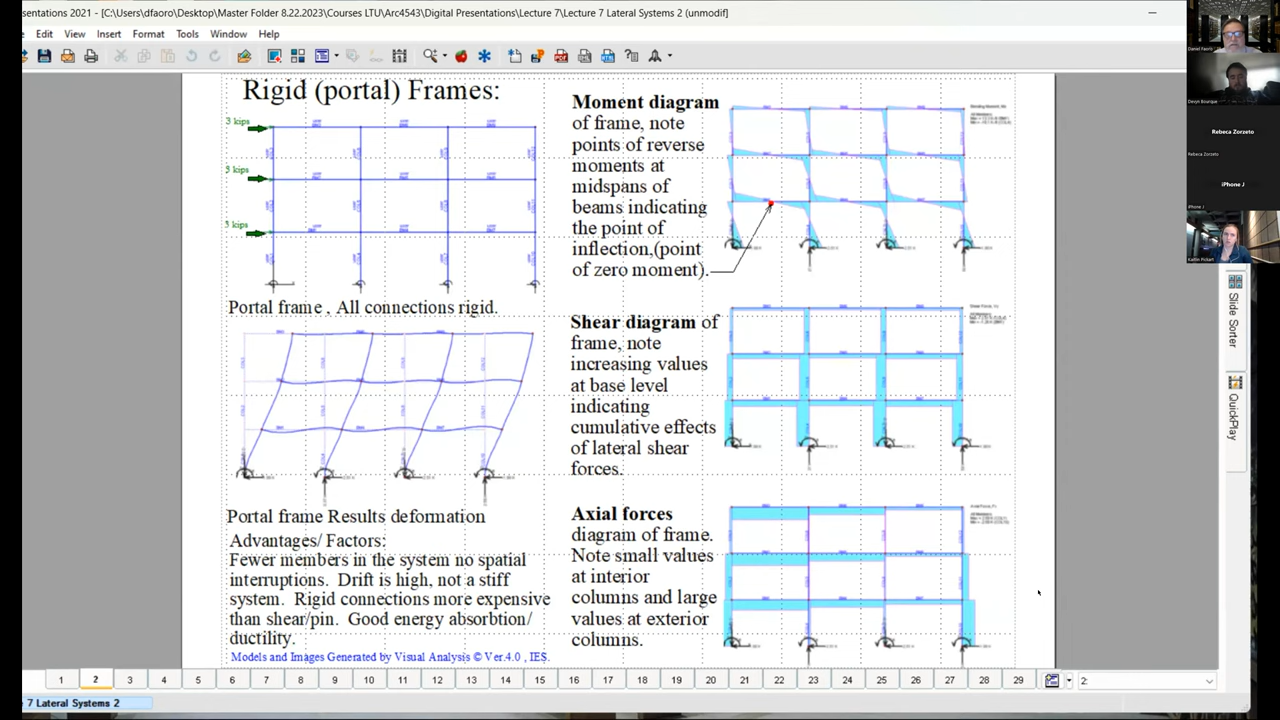 esentations 2021 - [C:\Users\dfaoro\Desktop\Master Folder 8.22.2023\Courses LTU\Arc4543\Digital Presentations\Lecture 7\Lecture 7 Lateral Systems 2 (unmodif]
Edit View Insert Format Tools Window Help
Rigid (portal) Frames:
3 kips
3 kips
3 kips
Portal frame , All connections rigid.
Portal frame Results deformation
Advantages/ Factors:
Fewer members in the system no spatial
interruptions. Drift is high, not a stiff
system. Rigid connections more expensive
than shear/pin. Good energy absorbtion/
ductility.
Models and Images Generated by Visual Analysis © Ver.4.0 , IES
Moment diagram
of frame, note
points of reverse
moments at
midspans of
beams indicating
the point of
inflection,(point
of zero moment).
Shear diagram of
frame, note
increasing values
at base level
indicating
cumulative effects
of lateral shear
forces.
Axial forces
diagram of frame.
Note small values
at interior
columns and large
values at exterior
columns.
Rebeca Zorzeto
Rebeca Zorzeto
iPhone J
iPhone J
Kaitlin Pickart
Slide Sorter
QuickPlay
1 2 3 4 5 6 7 8 9 10 11 12 13 14 15 16 17 18 19 20 21 22 23 24 25 26 27 28 29 2:
7 Lateral Systems 2